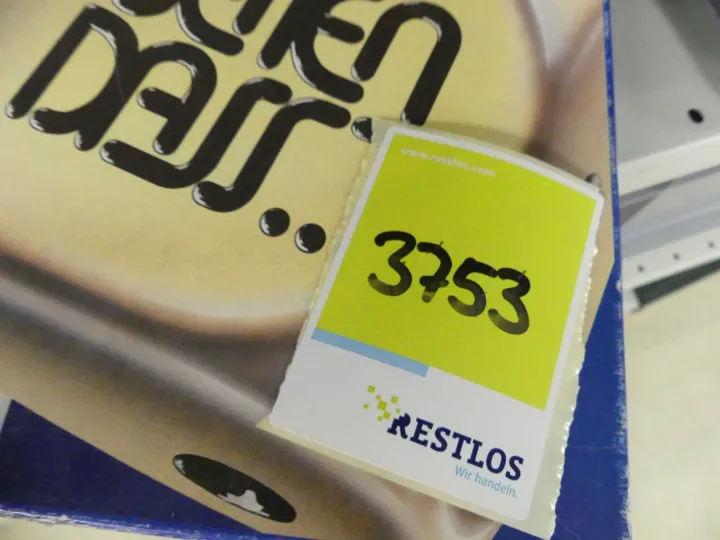 DASS...
www.restlos.com
3753
RESTLOS
Wir handeln.